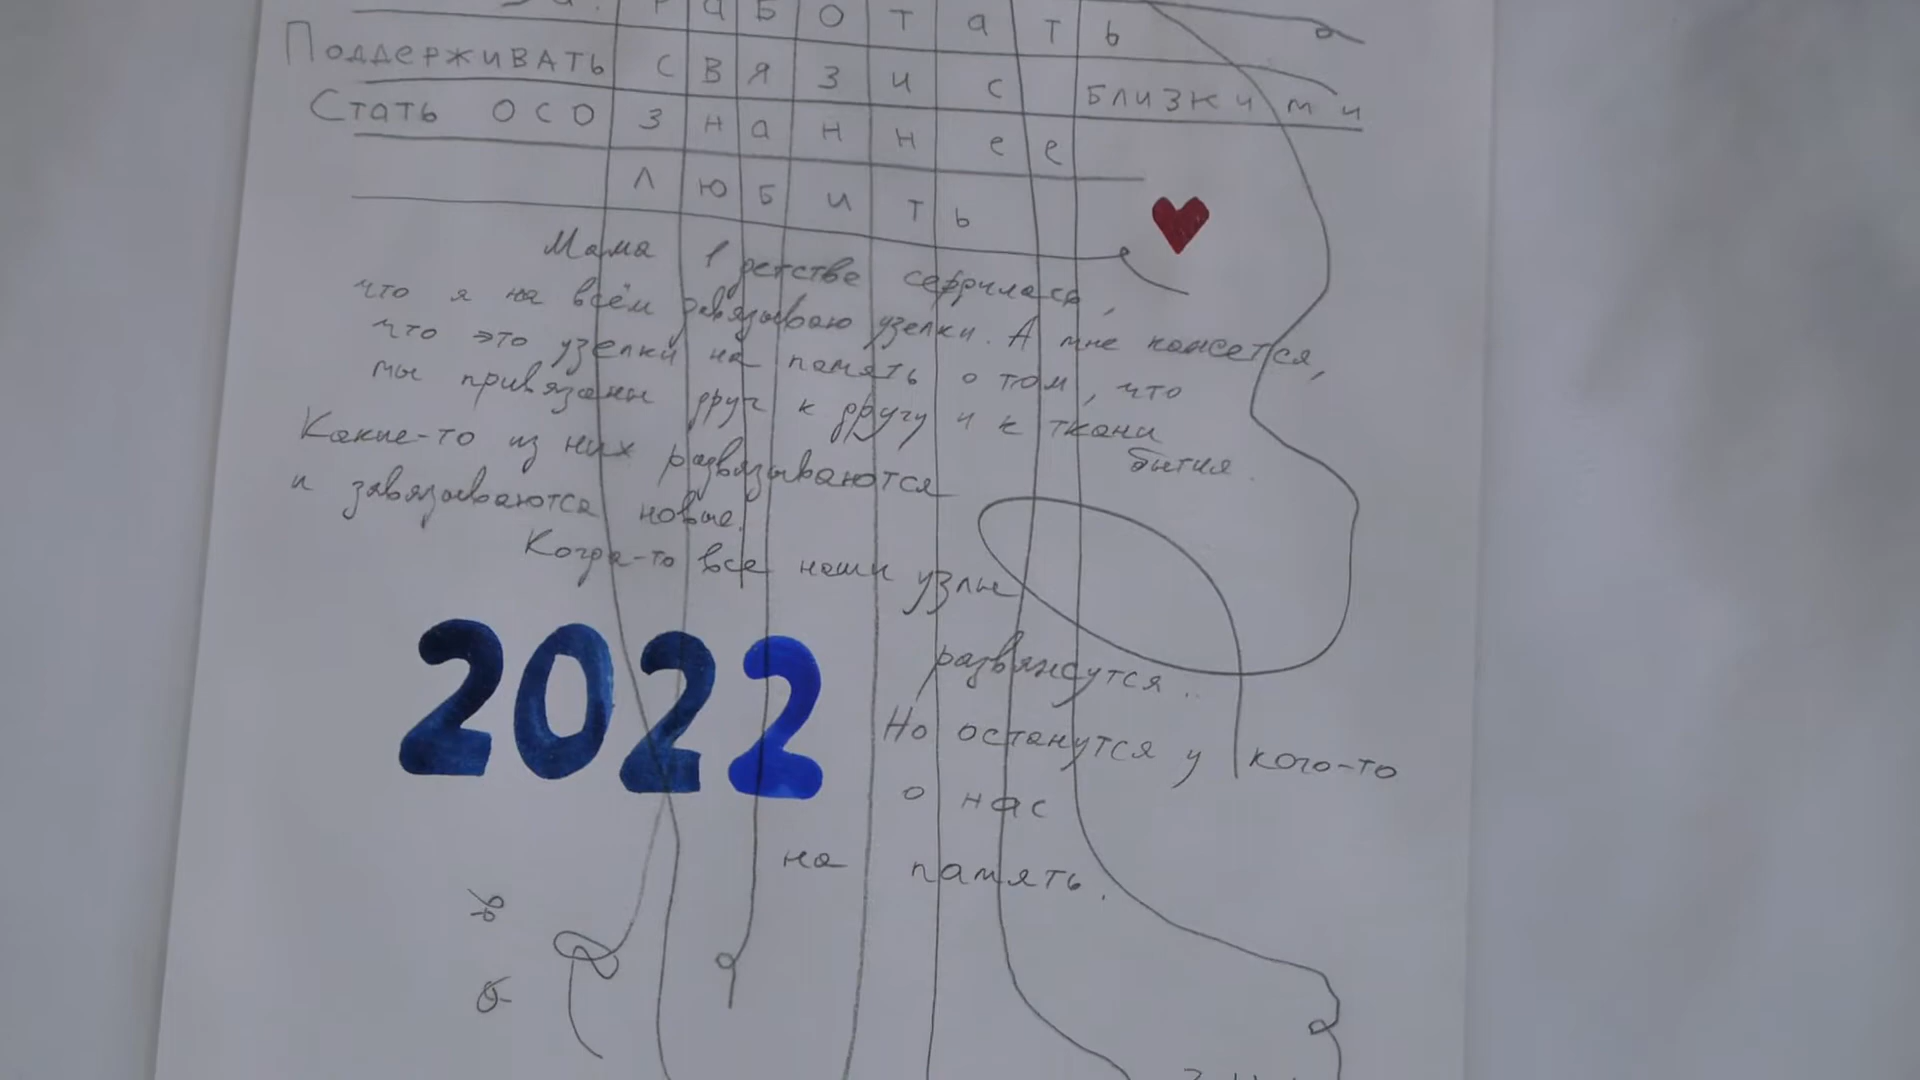 работать
Поддерживать связи с близкими
Стать осознаннее
любить
Мама в детстве сердилась,
что я на всём завязываю узелки. А мне кажется,
что это узелки на память о том, что
мы привязаны друг к другу и к ткани
бытия.
Какие-то из них развязываются
и завязываются новые.
Когда-то все наши узлы
развяжутся..
Но останутся у кого-то
о нас
на память.
2022